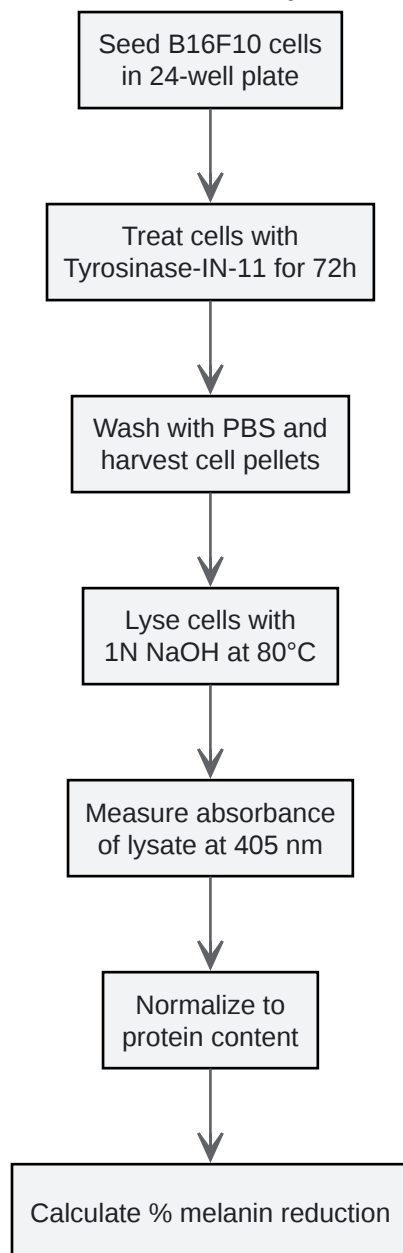 Seed B16F10 cells
in 24-well plate
Treat cells with
Tyrosinase-IN-11 for 72h
Wash with PBS and
harvest cell pellets
Lyse cells with
1N NaOH at 80°C
Measure absorbance
of lysate at 405 nm
Normalize to
protein content
Calculate % melanin reduction